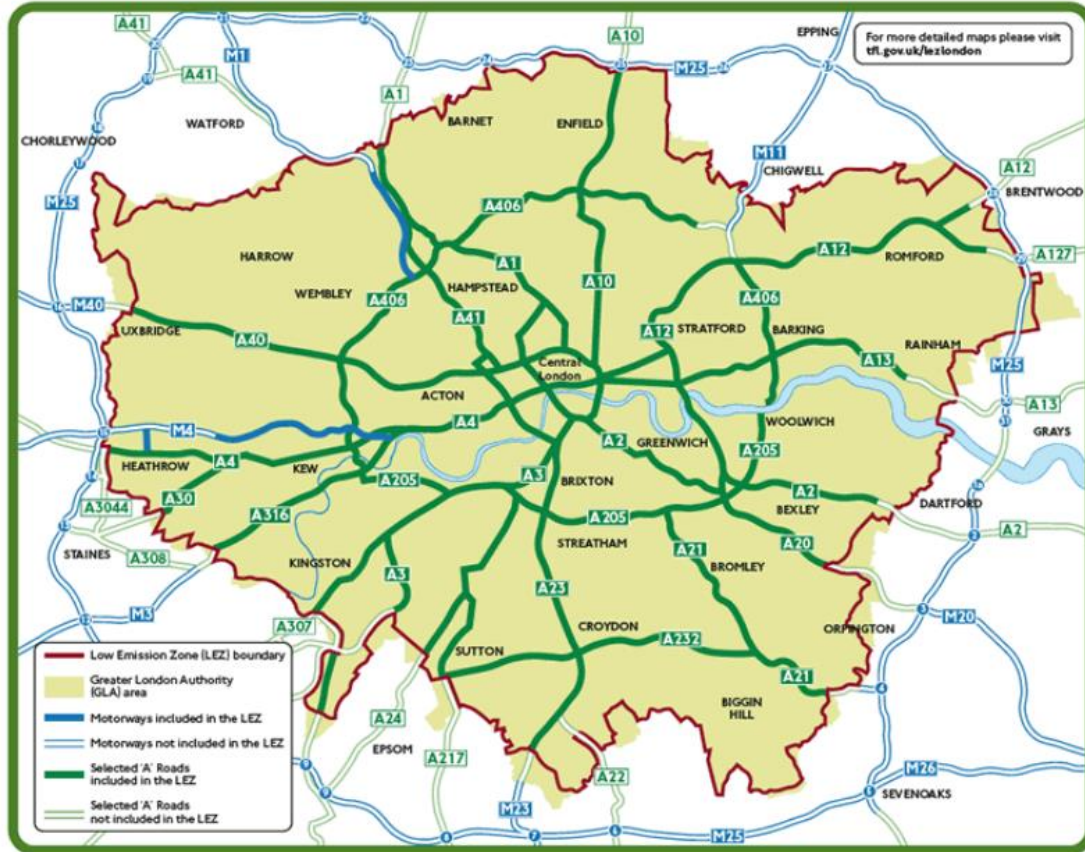 For more detailed maps please visit
tfl.gov.uk/lezlondon
EPPING
A41
A10
M1
M25
A41
A1
BARNET
ENFIELD
WATFORD
CHORLEYWOOD
M11
CHIGWELL
A12
BRENTWOOD
M25
A406
HARROW
A12
ROMFORD
A127
A1
WEMBLEY
HAMPSTEAD
A10
A406
A406
M40
A41
A12
STRATFORD
BARKING
UXBRIDGE
A40
RAINHAM
Central
London
A13
M25
ACTON
A13
M4
A4
WOOLWICH
GRAYS
A2
GREENWICH
HEATHROW
A4
KEW
A205
A3
A205
BRIXTON
A30
A2
DARTFORD
A3044
A316
A205
BEXLEY
A2
STAINES
A308
STREATHAM
A20
KINGSTON
A21
A3
BROMLEY
A23
M3
M20
A307
CROYDON
ORPINGTON
SUTTON
A232
A21
BIGGIN
HILL
A24
EPSOM
A217
A22
M26
M23
SEVENOAKS
M25
Low Emission Zone (LEZ) boundary
Greater London Authority
(GLA) area
Motorways included in the LEZ
Motorways not included in the LEZ
Selected 'A' Roads
included in the LEZ
Selected 'A' Roads
not included in the LEZ